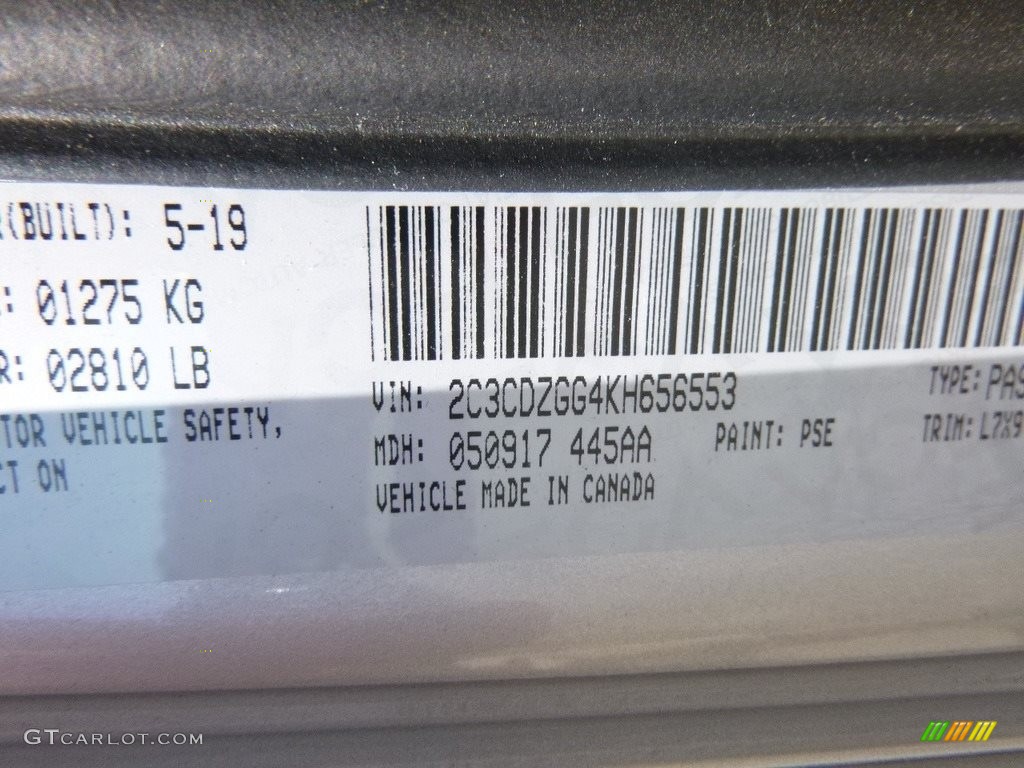 R(BUILT): 5-19
: 01275 KG
R: 02810 LB
TOR VEHICLE SAFETY,
CT ON
VIN: 2C3CDZGG4KH656553
TYPE: PAS
MDH: 050917 445AA
PAINT: PSE
TRIM: L7X9
VEHICLE MADE IN CANADA
GTCARLOT.COM